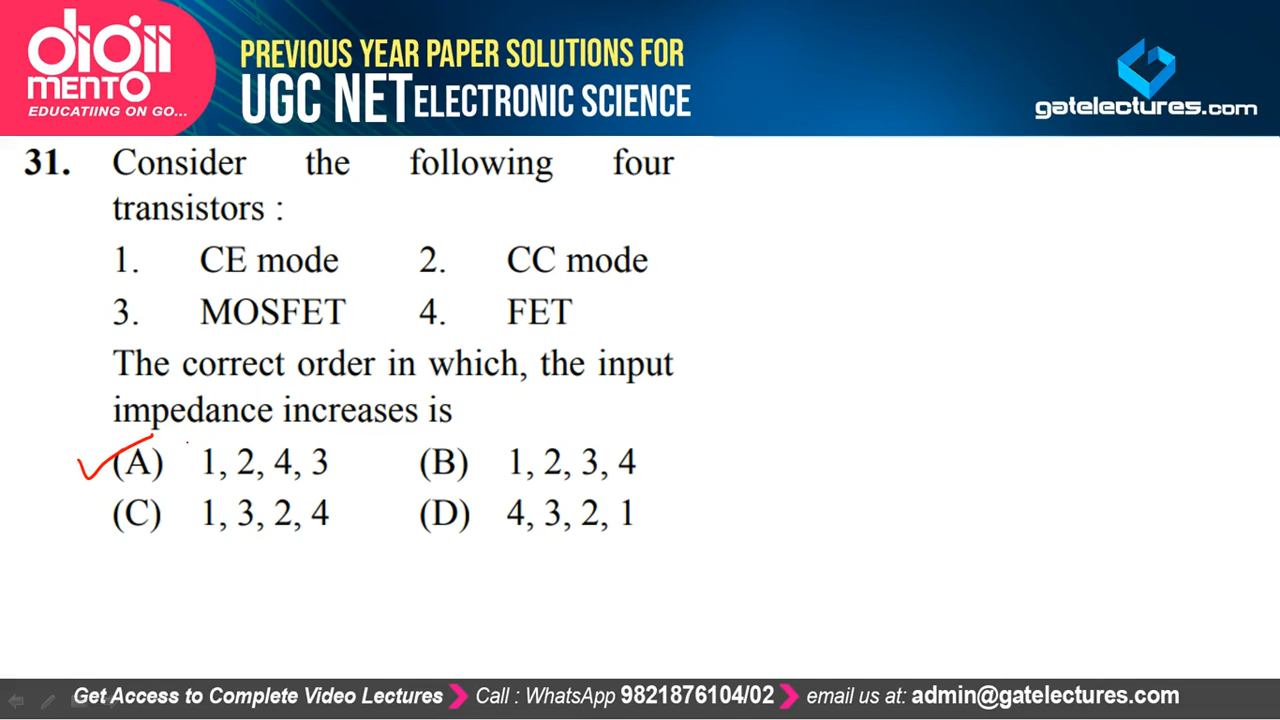 digii
MENTO
EDUCATIING ON GO...
PREVIOUS YEAR PAPER SOLUTIONS FOR
UGC NET ELECTRONIC SCIENCE
gatelectures.com
31. Consider the following four
transistors :
1. CE mode 2. CC mode
3. MOSFET 4. FET
The correct order in which, the input
impedance increases is
(A) 1, 2, 4, 3 (B) 1, 2, 3, 4
(C) 1, 3, 2, 4 (D) 4, 3, 2, 1
Get Access to Complete Video Lectures Call : WhatsApp 9821876104/02 email us at: admin@gatelectures.com